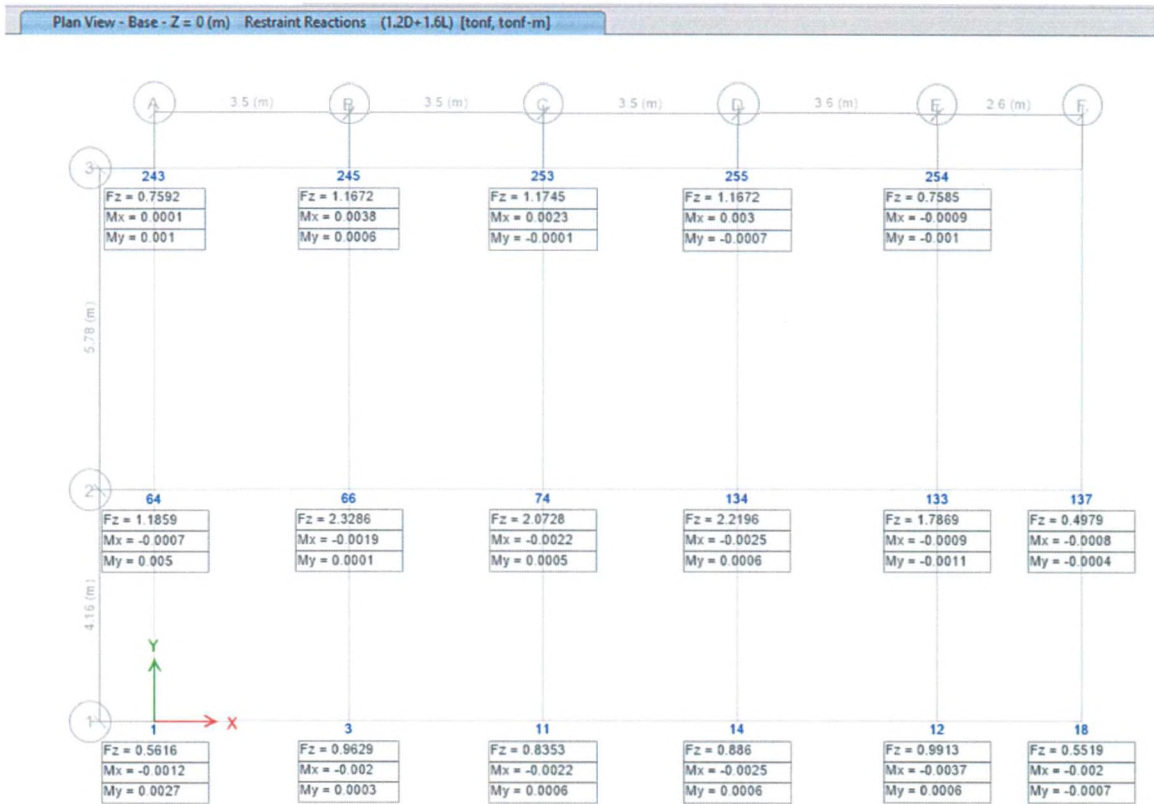 Plan View - Base - Z = 0 (m) Restraint Reactions (1.2D+1.6L) [tonf, tonf-m]
A 3.5 (m) B 3.5 (m) C 3.5 (m) D 3.6 (m) E 2.6 (m) F
3
243 245 253 255 254
Fz = 0.7592 Fz = 1.1672 Fz = 1.1745 Fz = 1.1672 Fz = 0.7585
Mx = 0.0001 Mx = 0.0038 Mx = 0.0023 Mx = 0.003 Mx = -0.0009
My = 0.001 My = 0.0006 My = -0.0001 My = -0.0007 My = -0.001
5.78 (m)
2
64 66 74 134 133 137
Fz = 1.1859 Fz = 2.3286 Fz = 2.0728 Fz = 2.2196 Fz = 1.7869 Fz = 0.4979
Mx = -0.0007 Mx = -0.0019 Mx = -0.0022 Mx = -0.0025 Mx = -0.0009 Mx = -0.0008
My = 0.005 My = 0.0001 My = 0.0005 My = 0.0006 My = -0.0011 My = -0.0004
4.16 (m)
Y
1 X
1 3 11 14 12 18
Fz = 0.5616 Fz = 0.9629 Fz = 0.8353 Fz = 0.886 Fz = 0.9913 Fz = 0.5519
Mx = -0.0012 Mx = -0.002 Mx = -0.0022 Mx = -0.0025 Mx = -0.0037 Mx = -0.002
My = 0.0027 My = 0.0003 My = 0.0006 My = 0.0006 My = 0.0006 My = -0.0007